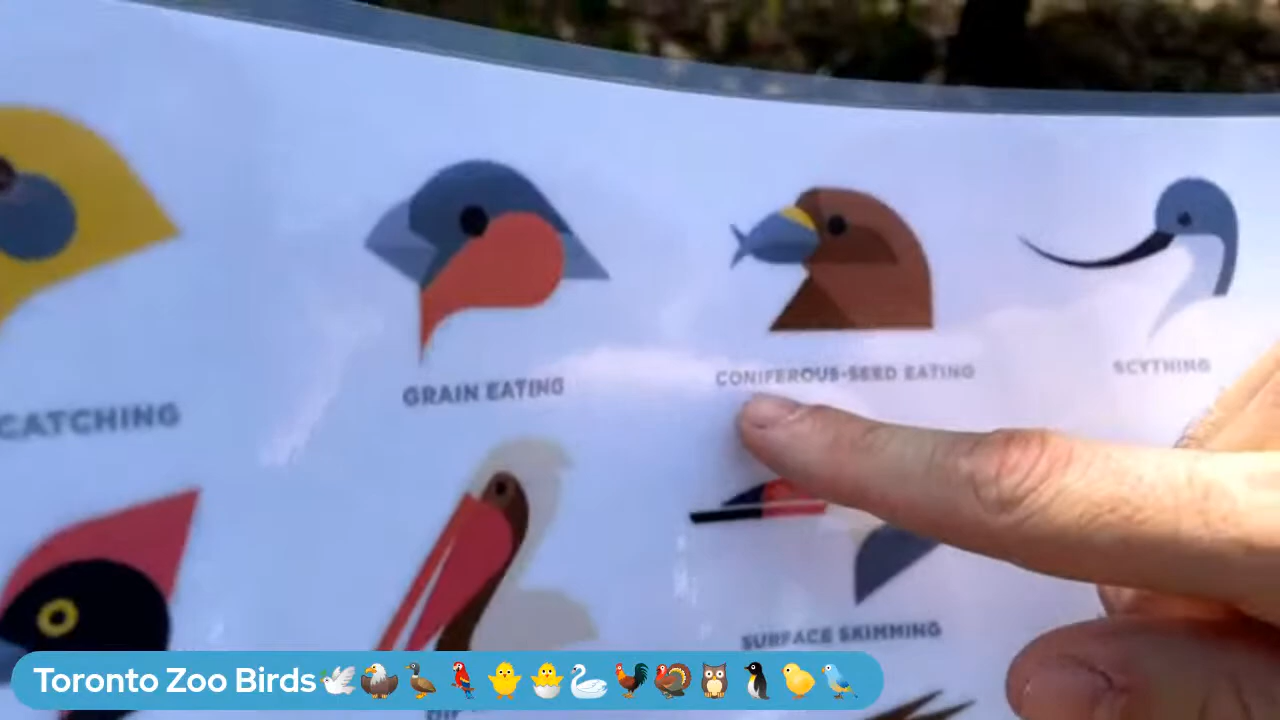 GRAIN EATING
CONIFEROUS-SEED EATING
SCYTHING
CATCHING
SURFACE SKIMMING
Toronto Zoo Birds🕊️🦅🦆🦜🐥🐣🦢🐓🦃🦉🐧🐤🐦